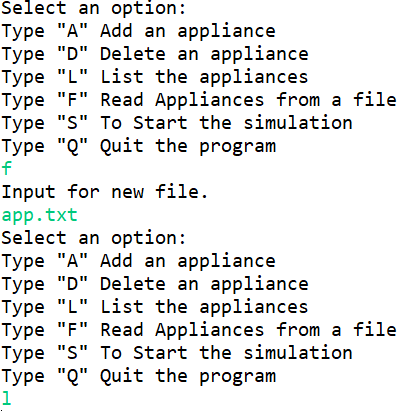 Select an option:
Type "A" Add an appliance
Type "D" Delete an appliance
Type "L" List the appliances
Type "F" Read Appliances from a file
Type "S" To Start the simulation
Type "Q" Quit the program
f
Input for new file.
app.txt
Select an option:
Type "A" Add an appliance
Type "D" Delete an appliance
Type "L" List the appliances
Type "F" Read Appliances from a file
Type "S" To Start the simulation
Type "Q" Quit the program
l